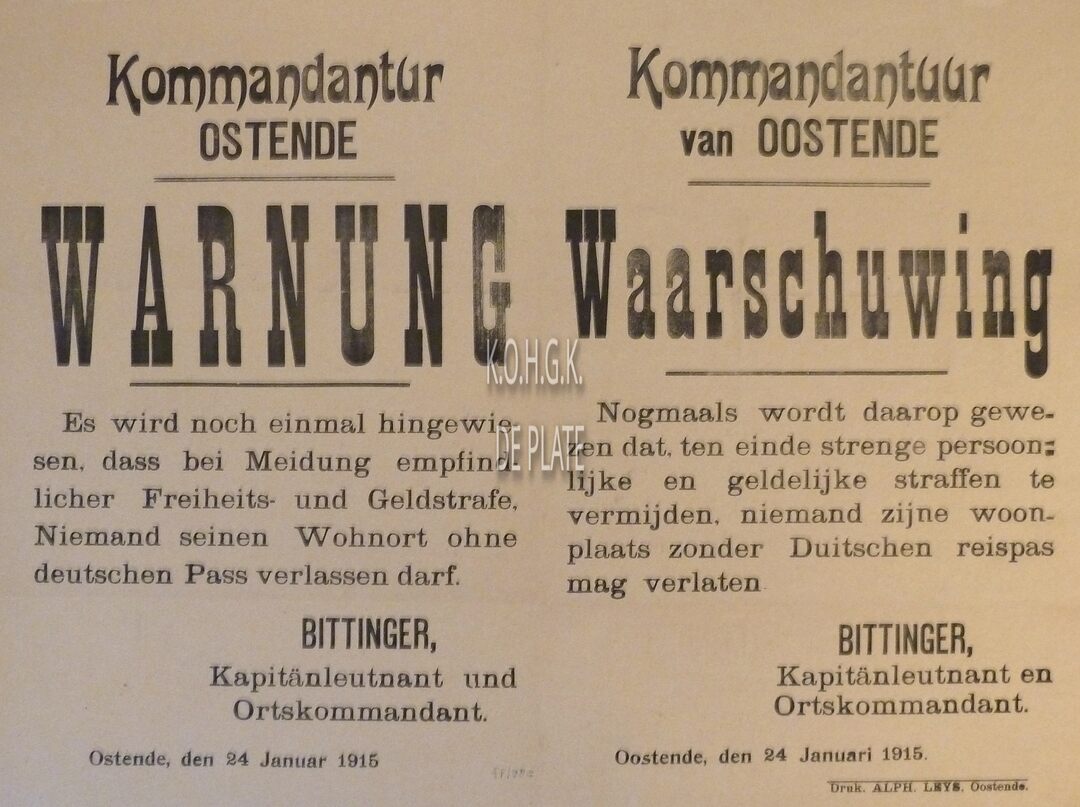 Kommandantur
OSTENDE
WARNUNG
Es wird noch einmal hingewie-
sen, dass bei Meidung empfind-
licher Freiheits- und Geldstrafe,
Niemand seinen Wohnort ohne
deutschen Pass verlassen darf.
BITTINGER,
Kapitänleutnant und
Ortskommandant.
Ostende, den 24 Januar 1915
Kommandantuur
van OOSTENDE
Waarschuwing
Nogmaals wordt daarop gewe-
zen dat, ten einde strenge persoon-
lijke en geldelijke straffen te
vermijden, niemand zijne woon-
plaats zonder Duitschen reispas
mag verlaten
BITTINGER,
Kapitänleutnant en
Ortskommandant.
Oostende, den 24 Januari 1915.
Druk. ALPH. LEYS, Oostende.
K.O.H.G.K.
DE PLATE